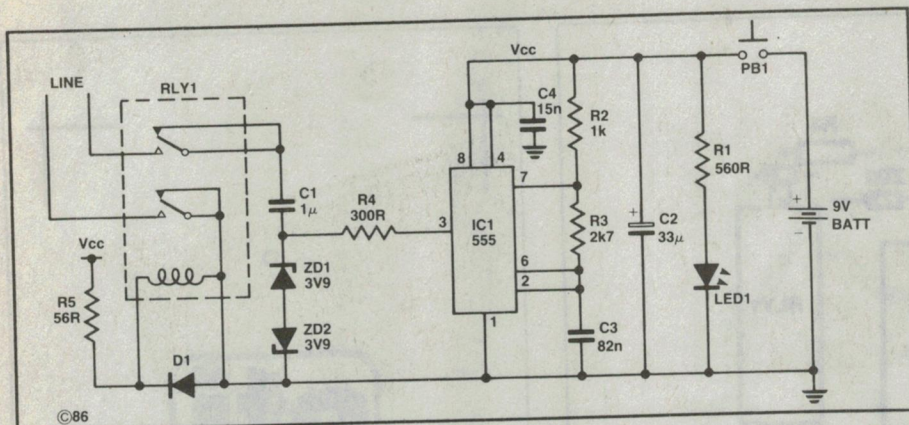 LINE
RLY1
Vcc
C4
15n
R2
1k
PB1
R1
560R
8
4
7
C1
1μ
R4
300R
3
IC1
555
R3
2k7
+
C2
33μ
+
9V
BATT
−
Vcc
6
2
ZD1
3V9
LED1
R5
56R
ZD2
3V9
1
C3
82n
D1
©86